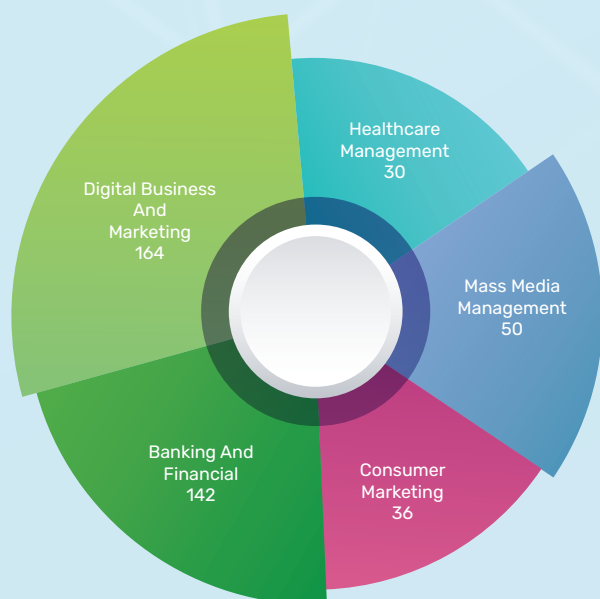 Healthcare
Management
30
Digital Business
And
Marketing
164
Mass Media
Management
50
Banking And
Financial
142
Consumer
Marketing
36